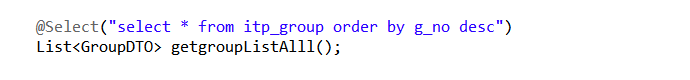 @Select("select * from itp_group order by g_no desc")
List<GroupDTO> getgroupListAlll();